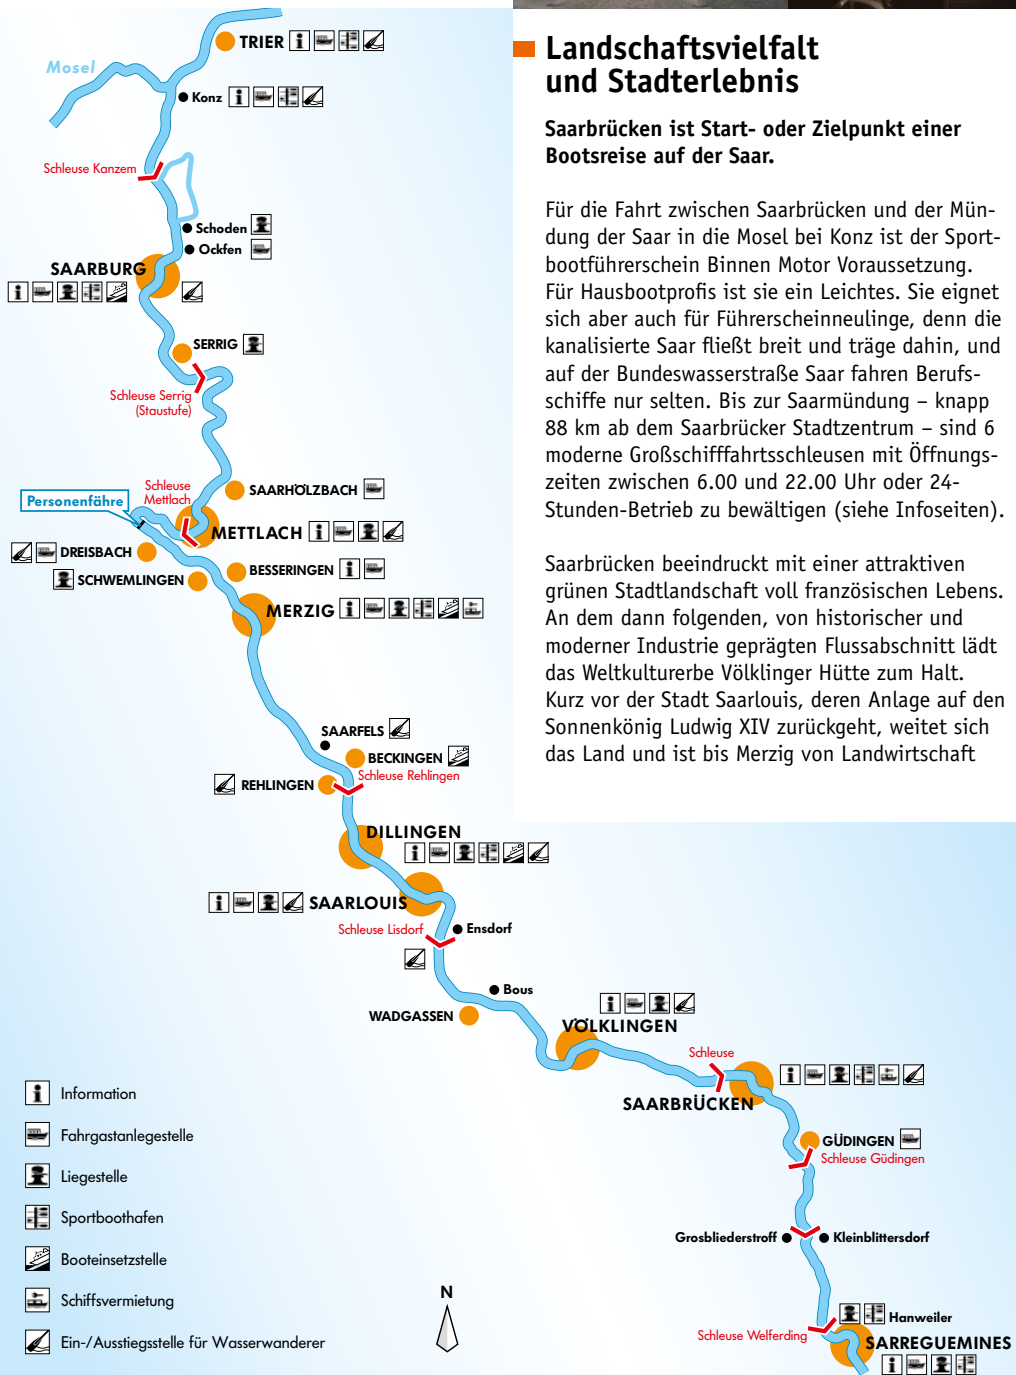 Landschaftsvielfalt
und Stadterlebnis
Saarbrücken ist Start- oder Zielpunkt einer
Bootsreise auf der Saar.
Für die Fahrt zwischen Saarbrücken und der Mün-
dung der Saar in die Mosel bei Konz ist der Sport-
bootführerschein Binnen Motor Voraussetzung.
Für Hausbootprofis ist sie ein Leichtes. Sie eignet
sich aber auch für Führerscheinneulinge, denn die
kanalisierte Saar fließt breit und träge dahin, und
auf der Bundeswasserstraße Saar fahren Berufs-
schiffe nur selten. Bis zur Saarmündung – knapp
88 km ab dem Saarbrücker Stadtzentrum – sind 6
moderne Großschifffahrtsschleusen mit Öffnungs-
zeiten zwischen 6.00 und 22.00 Uhr oder 24-
Stunden-Betrieb zu bewältigen (siehe Infoseiten).
Saarbrücken beeindruckt mit einer attraktiven
grünen Stadtlandschaft voll französischen Lebens.
An dem dann folgenden, von historischer und
moderner Industrie geprägten Flussabschnitt lädt
das Weltkulturerbe Völklinger Hütte zum Halt.
Kurz vor der Stadt Saarlouis, deren Anlage auf den
Sonnenkönig Ludwig XIV zurückgeht, weitet sich
das Land und ist bis Merzig von Landwirtschaft
TRIER
Mosel
Konz
Schleuse Kanzem
Schoden
Ockfen
SAARBURG
SERRIG
Schleuse Serrig
(Staustufe)
SAARHÖLZBACH
Schleuse
Mettlach
Personenfähre
METTLACH
DREISBACH
BESSERINGEN
SCHWEMLINGEN
MERZIG
SAARFELS
BECKINGEN
Schleuse Rehlingen
REHLINGEN
DILLINGEN
SAARLOUIS
Schleuse Lisdorf
Ensdorf
Bous
WADGASSEN
VÖLKLINGEN
Schleuse
SAARBRÜCKEN
GÜDINGEN
Schleuse Güdingen
Grosbliederstroff
Kleinblittersdorf
Hanweiler
Schleuse Welferding
SARREGUEMINES
N
Information
Fahrgastanlegestelle
Liegestelle
Sportboothafen
Booteinsetzstelle
Schiffsvermietung
Ein-/Ausstiegsstelle für Wasserwanderer